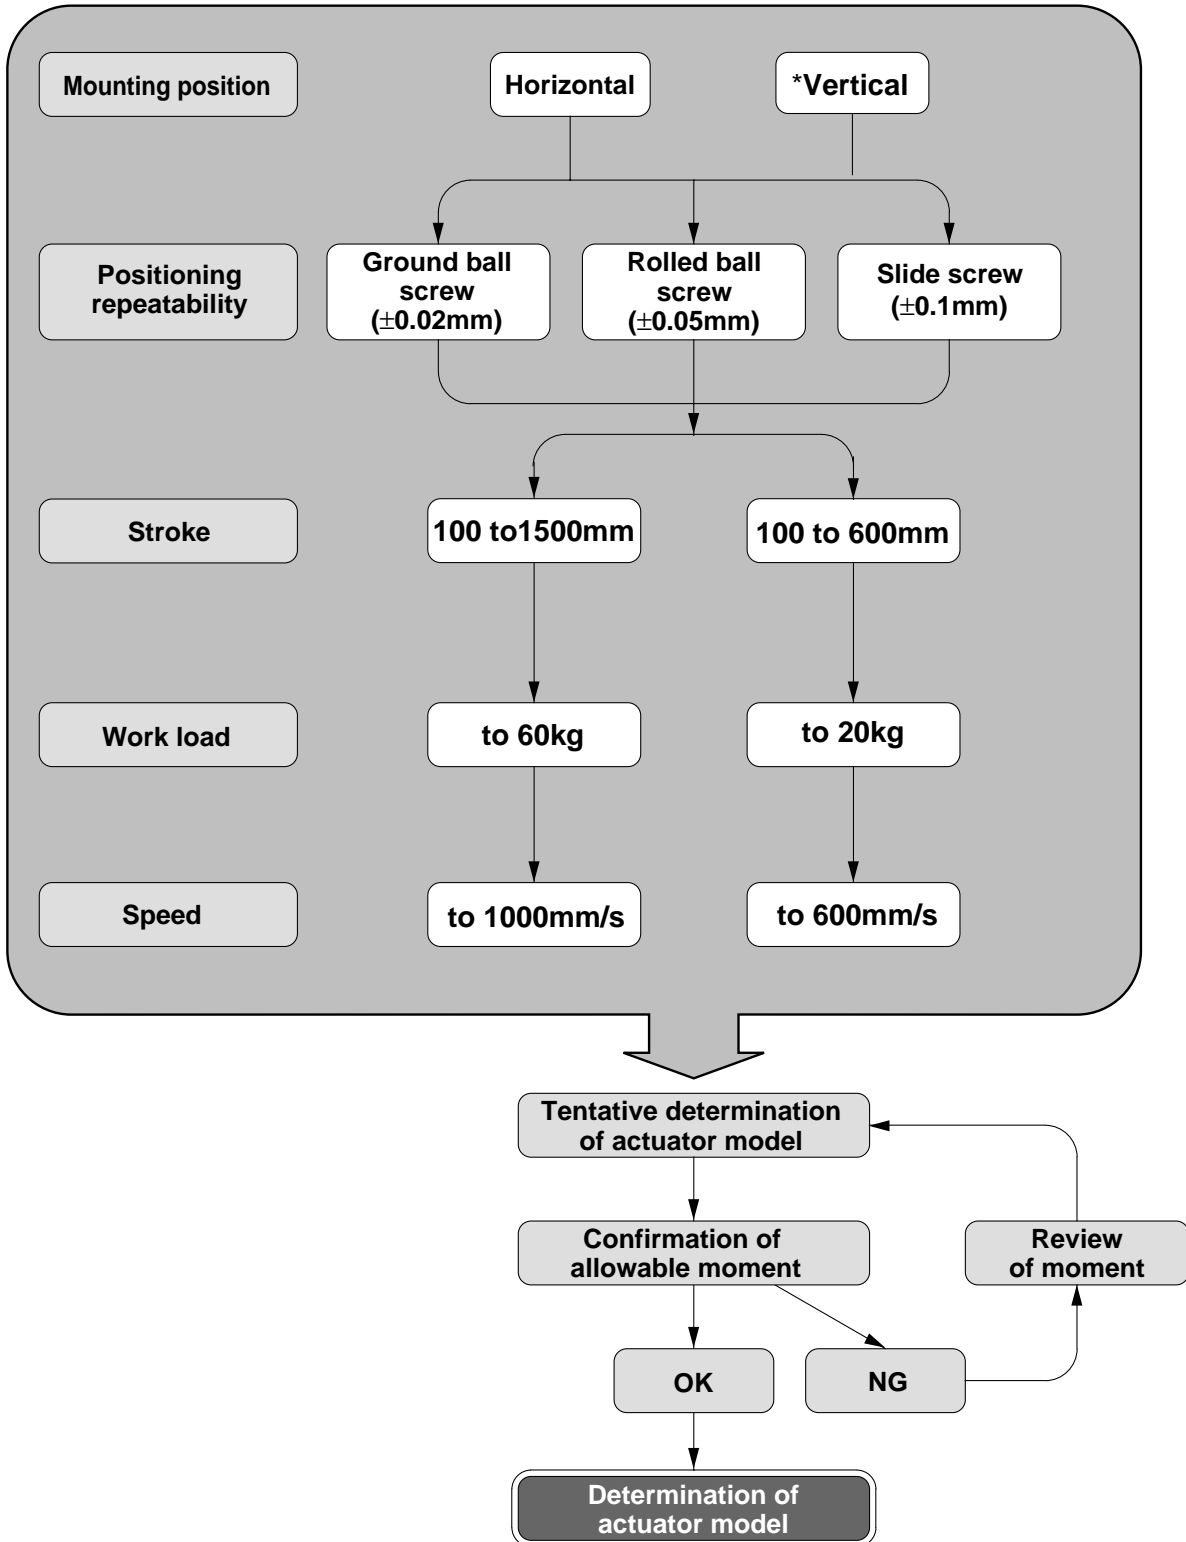 Mounting position
Horizontal
*Vertical
Positioning
repeatability
Ground ball
screw
(±0.02mm)
Rolled ball
screw
(±0.05mm)
Slide screw
(±0.1mm)
Stroke
100 to1500mm
100 to 600mm
Work load
to 60kg
to 20kg
Speed
to 1000mm/s
to 600mm/s
Tentative determination
of actuator model
Confirmation of
allowable moment
Review
of moment
OK
NG
Determination of
actuator model